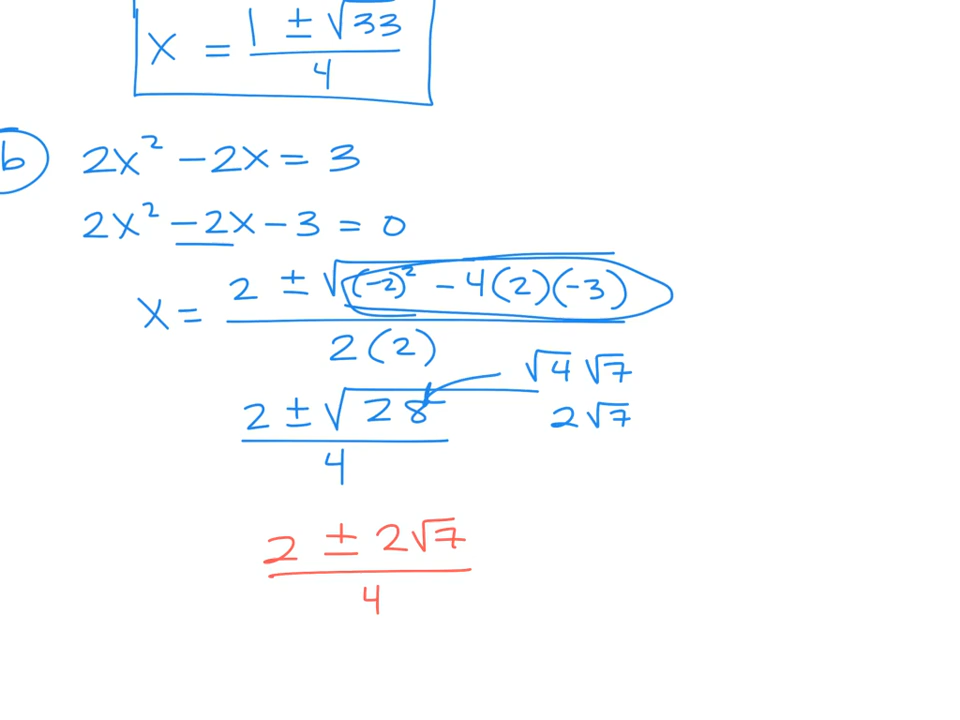 x = (1 ± √33)/4
b 2x² - 2x = 3
2x² - 2x - 3 = 0
x = (2 ± √((-2)² - 4(2)(-3)))/(2(2))
√4 √7
(2 ± √28)/4
2√7
(2 ± 2√7)/4